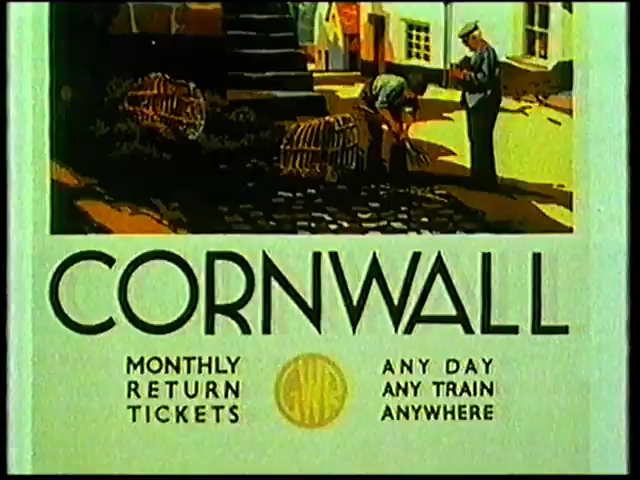 CORNWALL
MONTHLY
RETURN
TICKETS
GWR
ANY DAY
ANY TRAIN
ANYWHERE